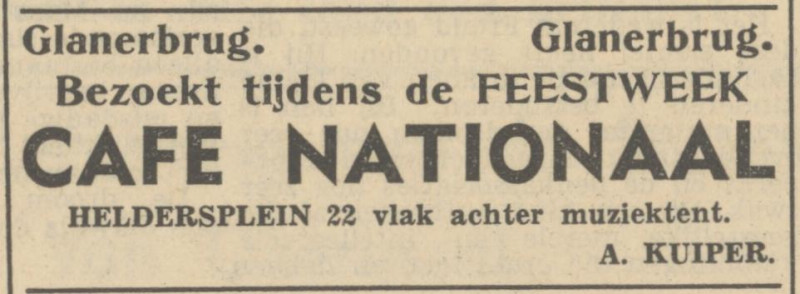 Glanerbrug. Glanerbrug.
Bezoekt tijdens de FEESTWEEK
CAFE NATIONAAL
HELDERSPLEIN 22 vlak achter muziektent.
A. KUIPER.